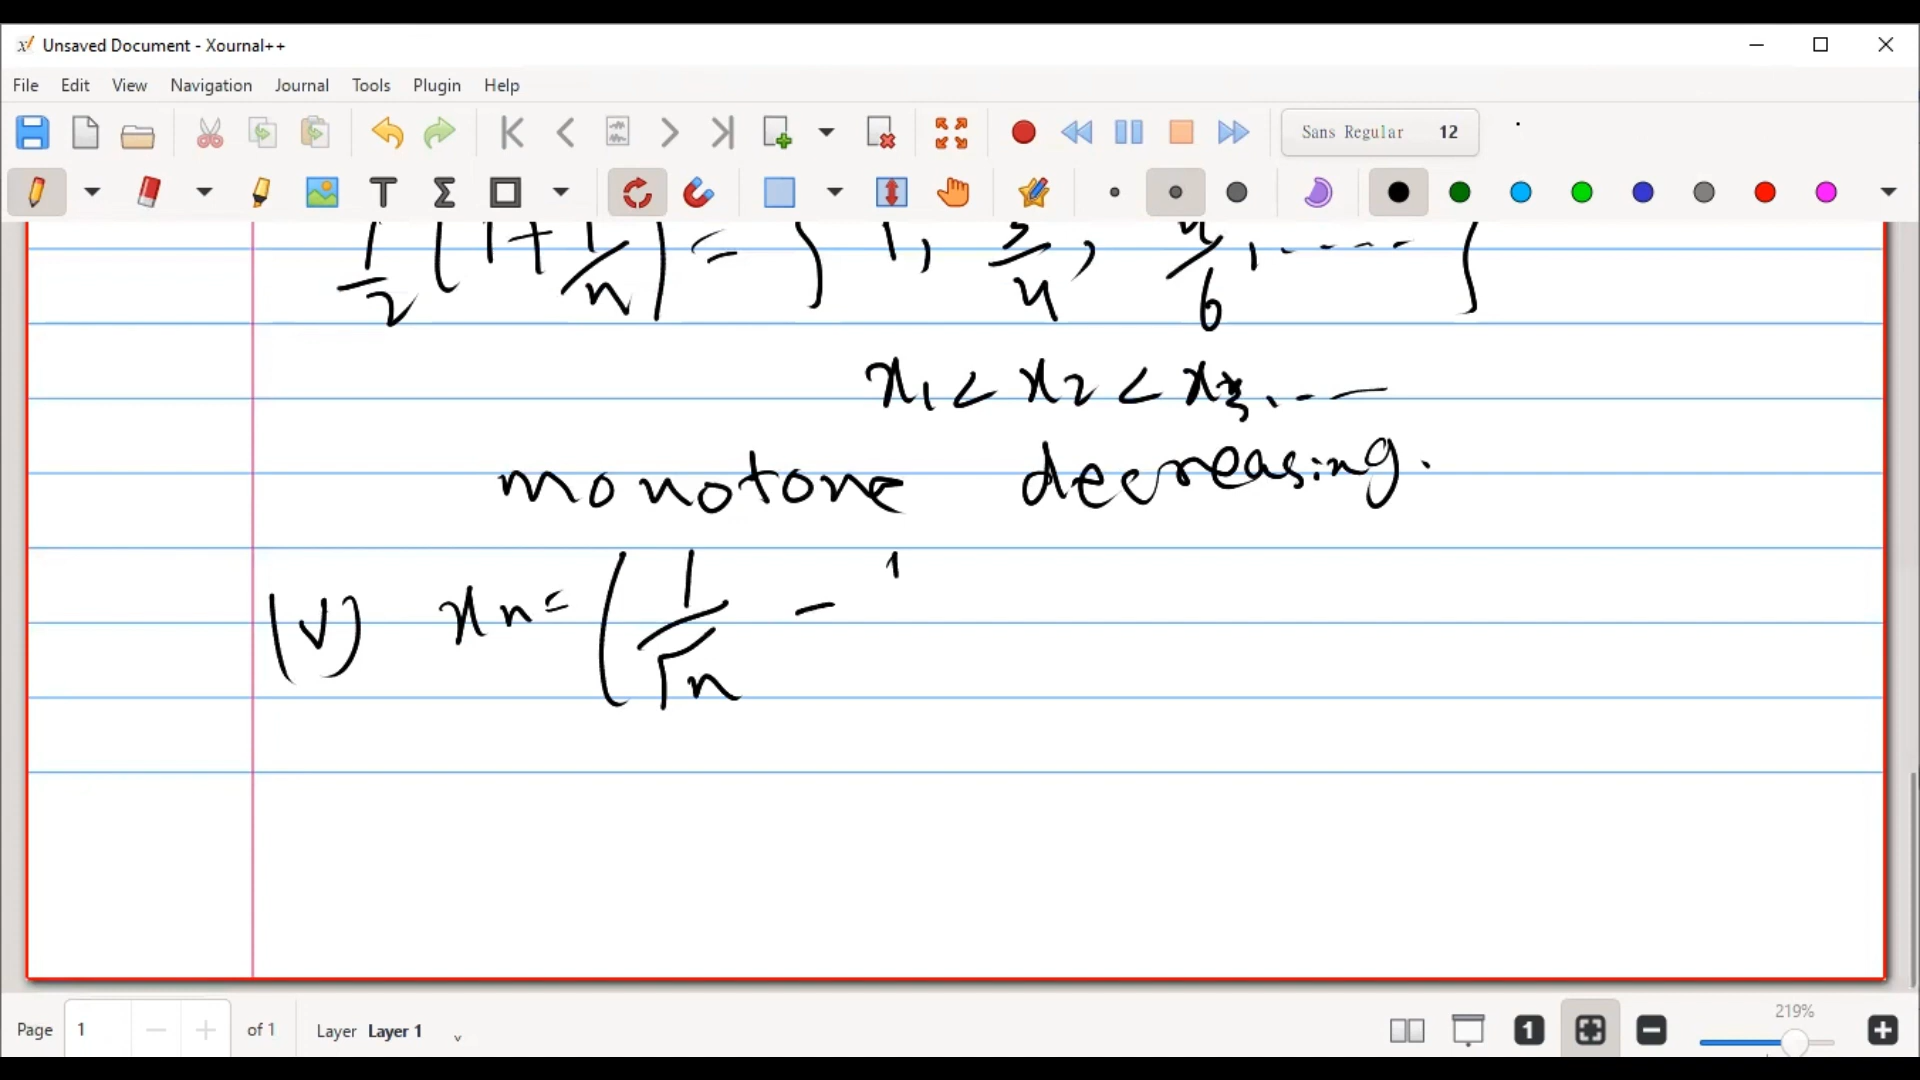 Unsaved Document - Xournal++
File Edit View Navigation Journal Tools Plugin Help
Sans Regular 12
1/2 (1 + 1/n) = { 1, 3/4, 4/6, ---- }
x1 < x2 < x3, ---
monotone decreasing.
(V) xn = ( 1/√n - 1
219%
Page 1 of 1 Layer Layer 1 1